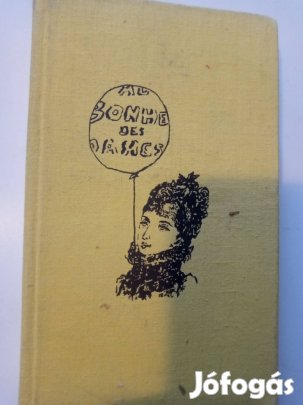 AU
BONHE
DES
DAMES
Jófogás